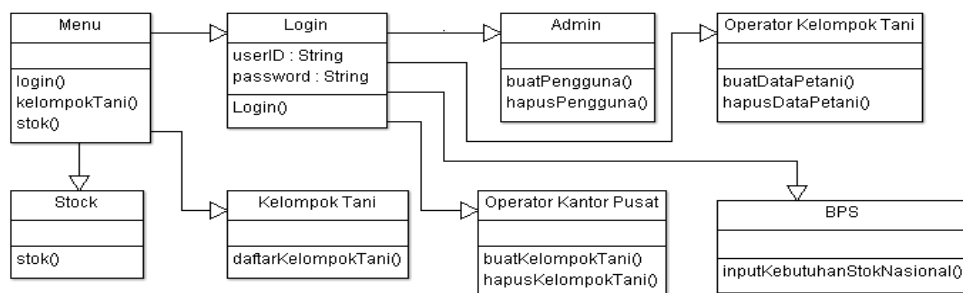 Menu
login()
kelompokTani()
stok()
Login
userID : String
password : String
Login()
Admin
buatPengguna()
hapusPengguna()
Operator Kelompok Tani
buatDataPetani()
hapusDataPetani()
Stock
stok()
Kelompok Tani
daftarKelompokTani()
Operator Kantor Pusat
buatKelompokTani()
hapusKelompokTani()
BPS
inputKebutuhanStokNasional()